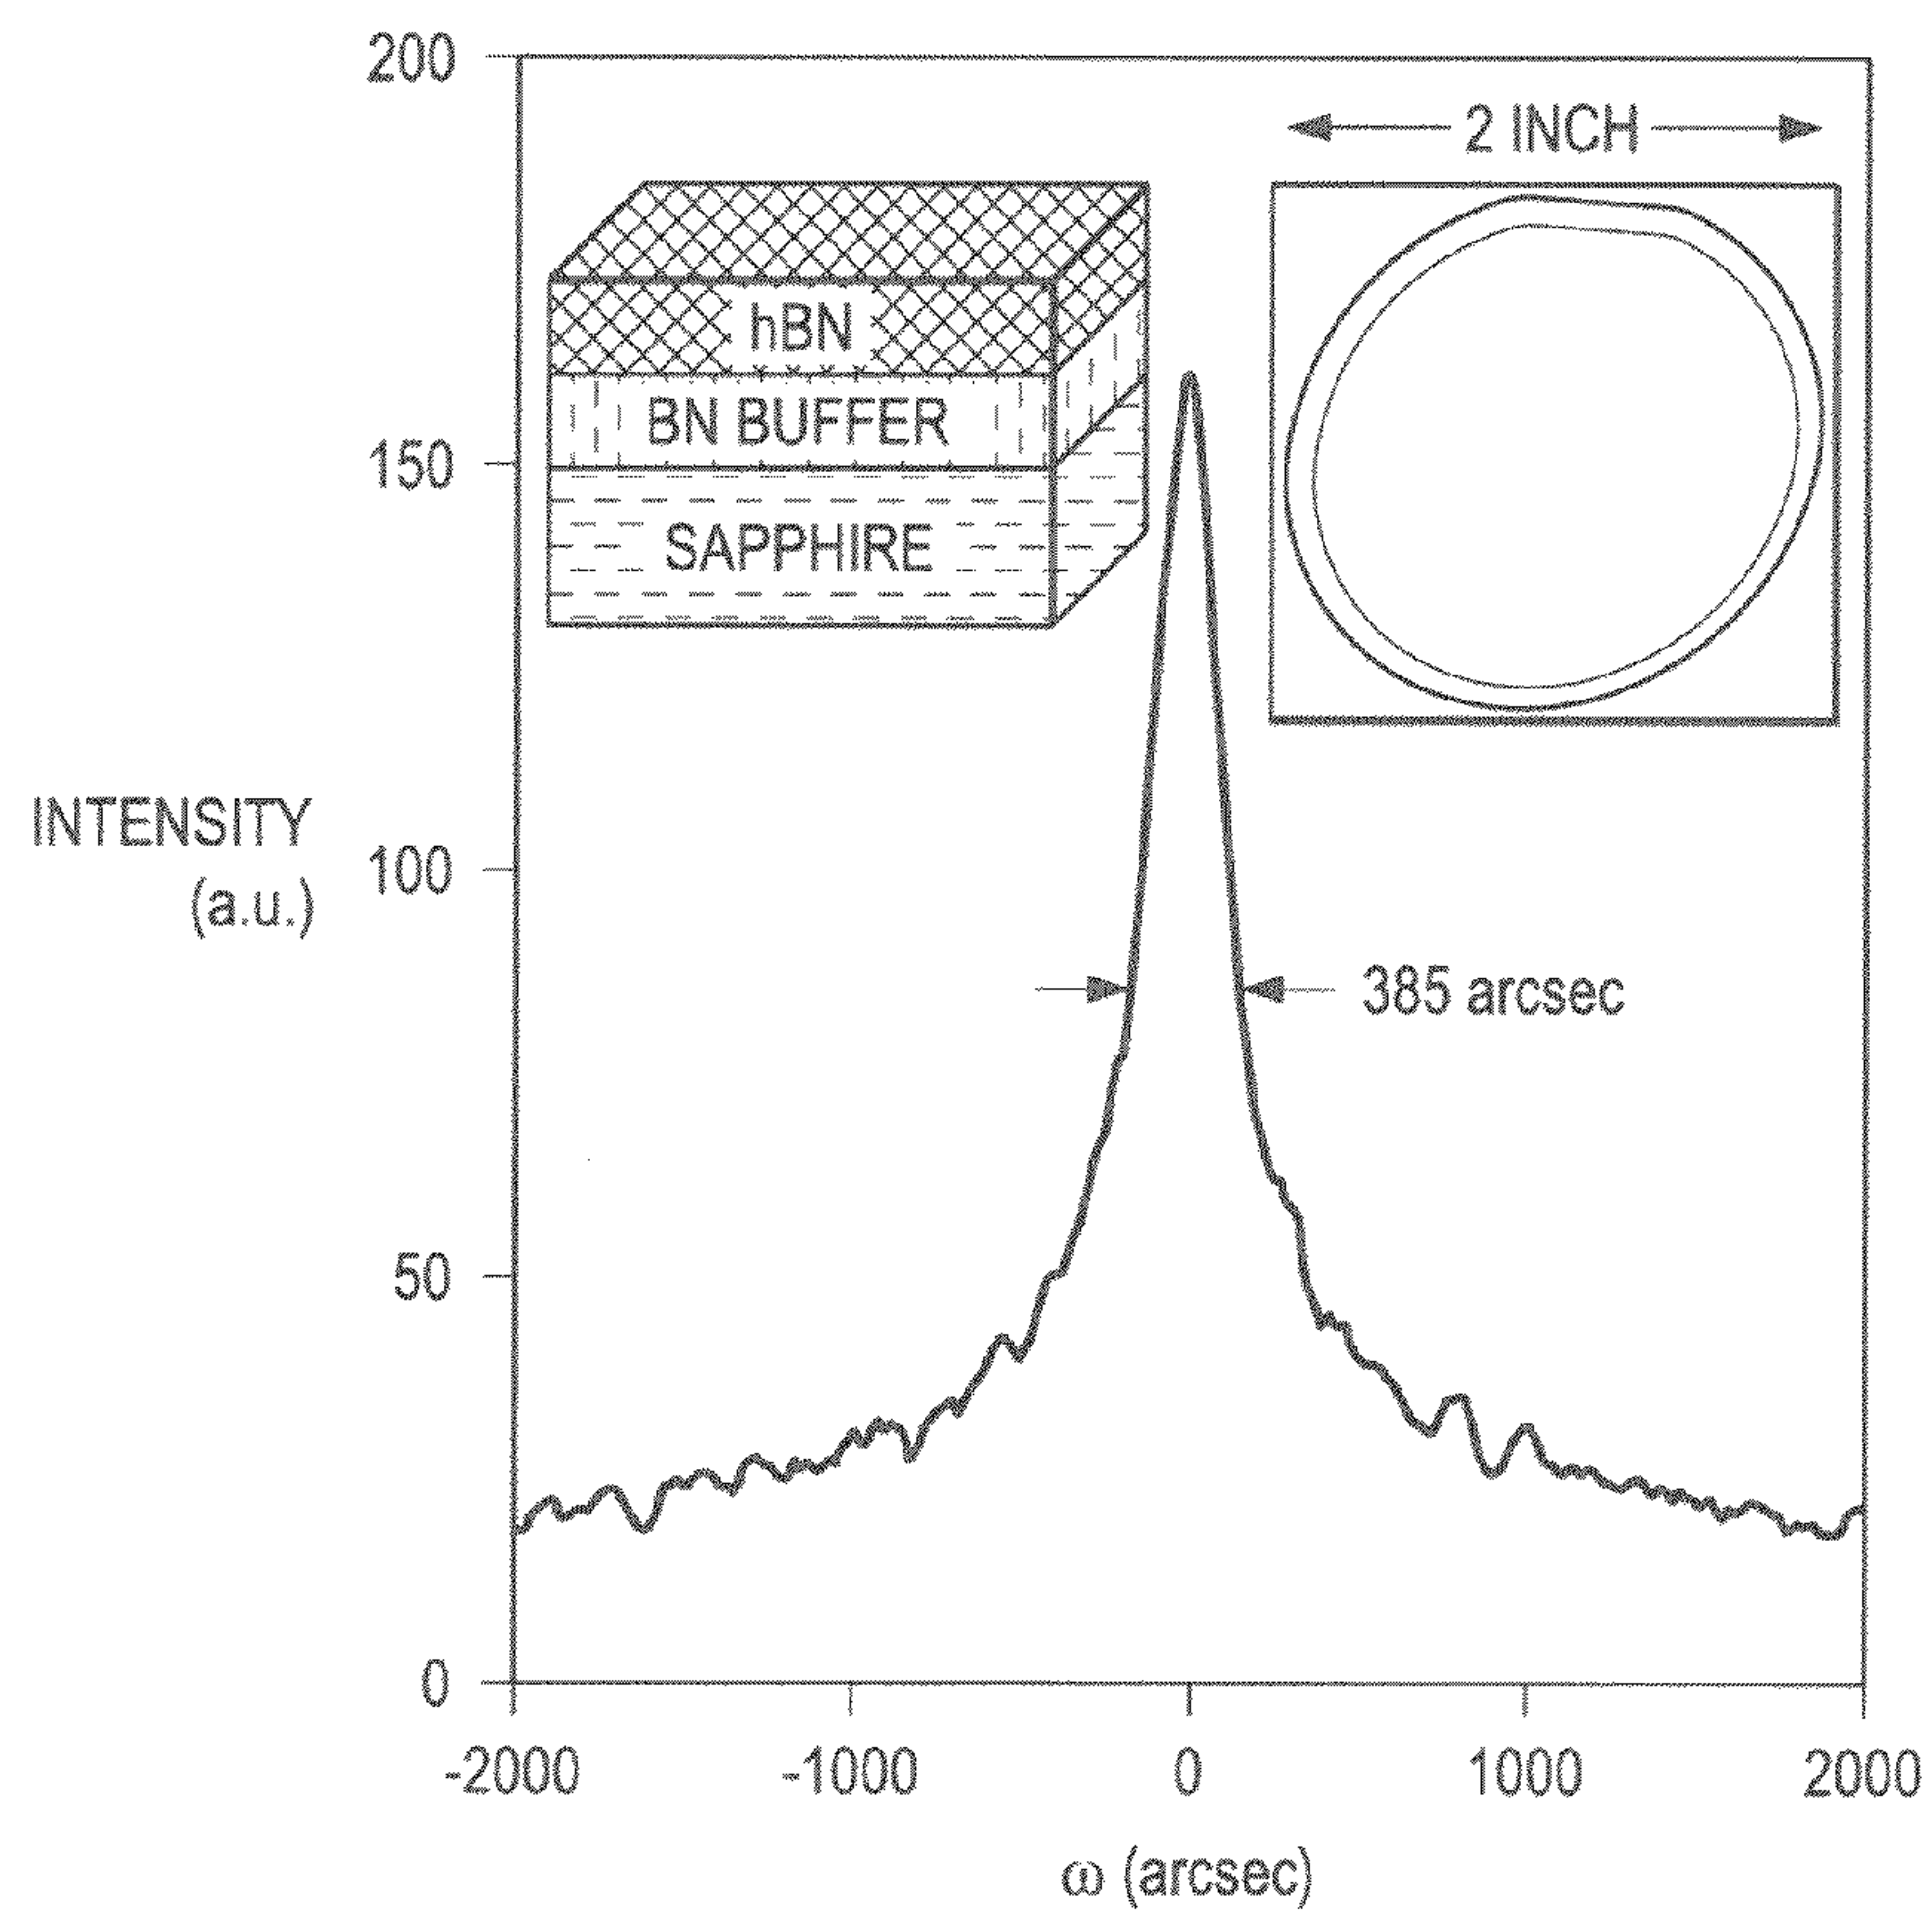 200
2 INCH
hBN
BN BUFFER
150
SAPPHIRE
INTENSITY
(a.u.)
100
385 arcsec
50
0
-2000
-1000
0
1000
2000
ω (arcsec)